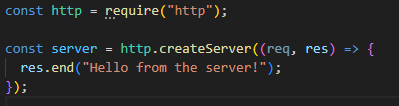 const http = require("http");
const server = http.createServer((req, res) => {
res.end("Hello from the server!");
});